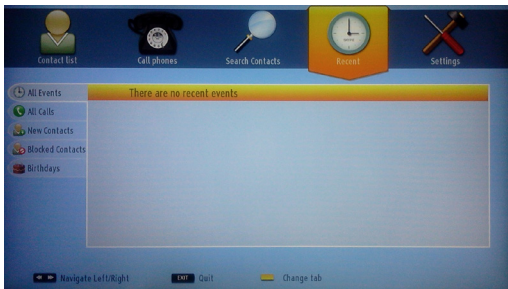 Contact list
Call phones
Search Contacts
Recent
Settings
All Events
There are no recent events
All Calls
New Contacts
Blocked Contacts
Birthdays
Navigate Left/Right
EXIT
Quit
Change tab